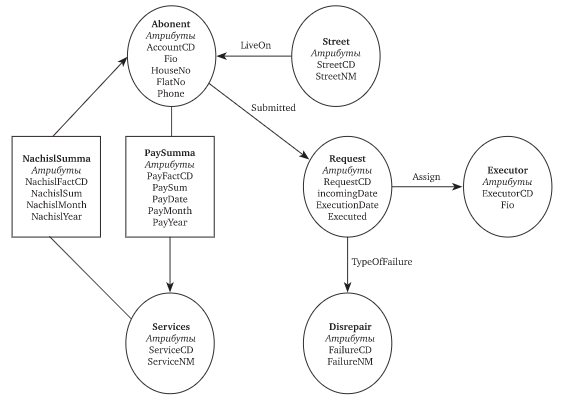 Abonent
Атрибуты
AccountCD
Fio
HouseNo
FlatNo
Phone
LiveOn
Street
Атрибуты
StreetCD
StreetNM
Submitted
NachislSumma
Атрибуты
NachislFactCD
NachislSum
NachislMonth
NachislYear
PaySumma
Атрибуты
PayFactCD
PaySum
PayDate
PayMonth
PayYear
Request
Атрибуты
RequestCD
incomingDate
ExecutionDate
Executed
Assign
Executor
Атрибуты
ExecutorCD
Fio
TypeOfFailure
Services
Атрибуты
ServiceCD
ServiceNM
Disrepair
Атрибуты
FailureCD
FailureNM